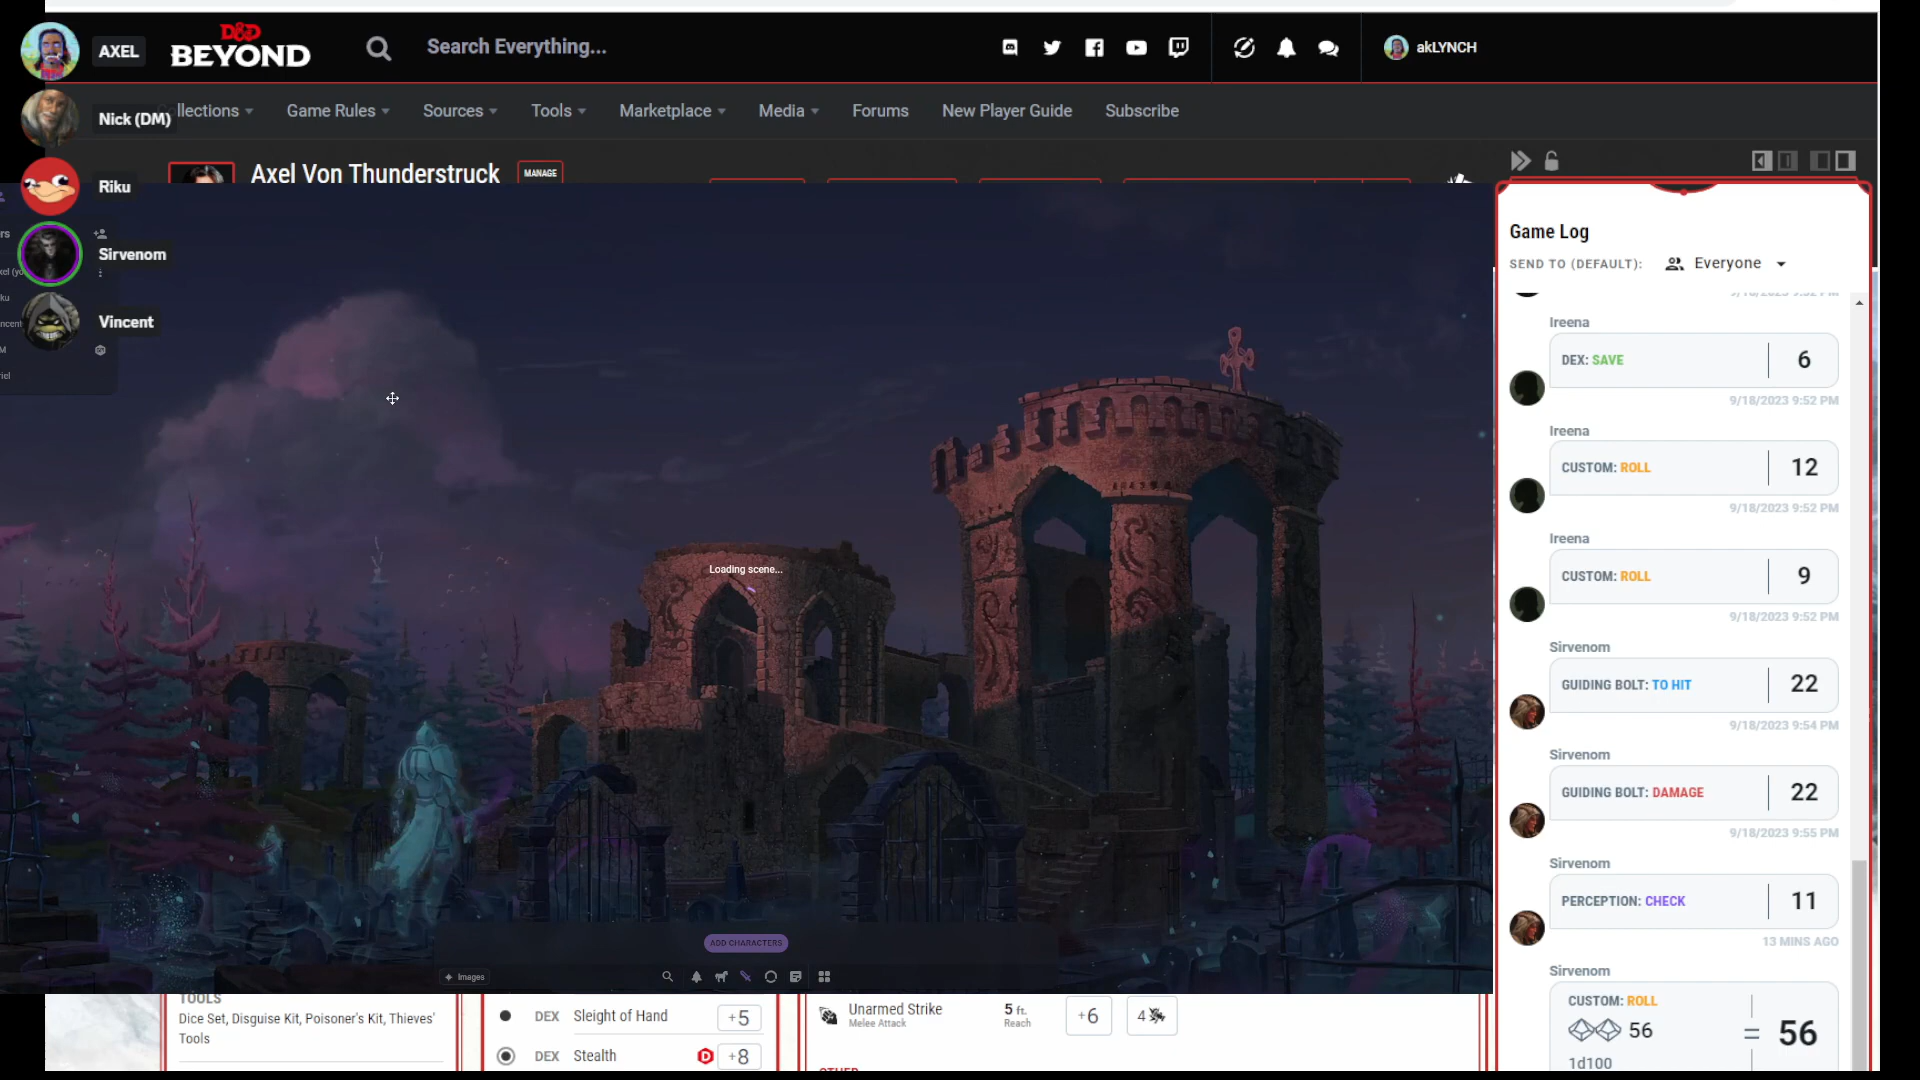 AXEL
D&D
BEYOND
Search Everything...
akLYNCH
Nick (DM)
llections
Game Rules
Sources
Tools
Marketplace
Media
Forums
New Player Guide
Subscribe
Axel Von Thunderstruck
MANAGE
Riku
Sirvenom
Vincent
Game Log
SEND TO (DEFAULT):
Everyone
Ireena
DEX: SAVE
6
9/18/2023 9:52 PM
Ireena
CUSTOM: ROLL
12
9/18/2023 9:52 PM
Ireena
CUSTOM: ROLL
9
9/18/2023 9:52 PM
Sirvenom
GUIDING BOLT: TO HIT
22
9/18/2023 9:54 PM
Sirvenom
GUIDING BOLT: DAMAGE
22
9/18/2023 9:55 PM
Sirvenom
PERCEPTION: CHECK
11
13 MINS AGO
Sirvenom
CUSTOM: ROLL
56
=
56
1d100
Loading scene...
ADD CHARACTERS
Images
TOOLS
Dice Set, Disguise Kit, Poisoner's Kit, Thieves'
Tools
DEX Sleight of Hand +5
DEX Stealth +8
Unarmed Strike
Melee Attack
5 ft.
Reach
+6
4